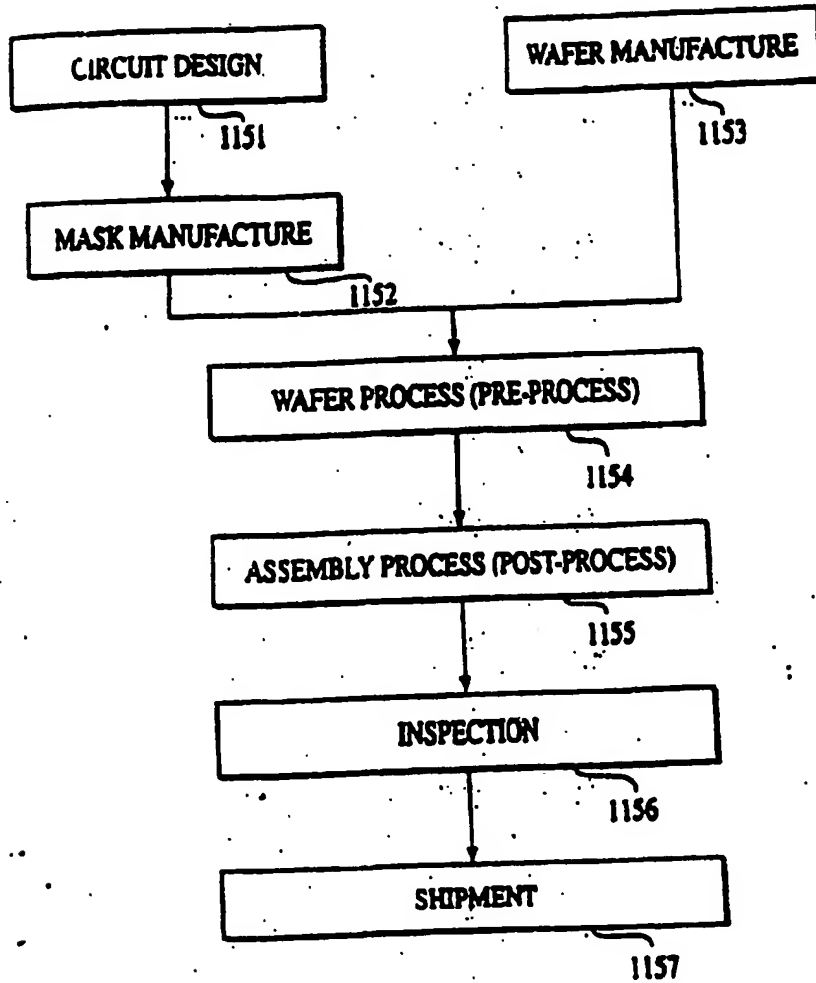 CIRCUIT DESIGN
1151
WAFER MANUFACTURE
1153
MASK MANUFACTURE
1152
WAFER PROCESS (PRE-PROCESS)
1154
ASSEMBLY PROCESS (POST-PROCESS)
1155
INSPECTION
1156
SHIPMENT
1157